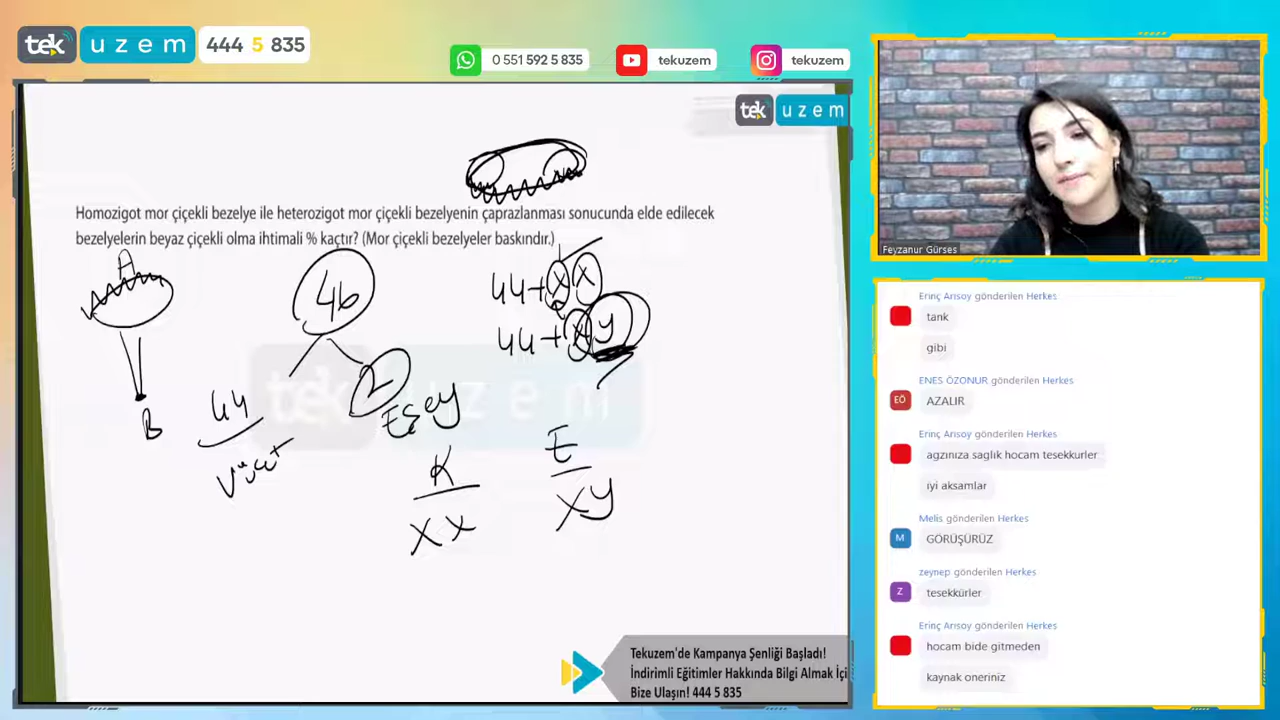 tek uzem 444 5 835
0 551 592 5 835
tekuzem
tekuzem
tek uzem
Homozigot mor çiçekli bezelye ile heterozigot mor çiçekli bezelyenin çaprazlanması sonucunda elde edilecek
bezelyelerin beyaz çiçekli olma ihtimali % kaçtır? (Mor çiçekli bezelyeler baskındır.)
A
B
46
44
Vücut
2
Eşey
44+XX
44+Xy
K
XX
E
Xy
tek uzem
Tekuzem'de Kampanya Şenliği Başladı!
İndirimli Eğitimler Hakkında Bilgi Almak İçi
Bize Ulaşın! 444 5 835
Feyzanur Gürses
Erinç Arısoy gönderilen Herkes
tank
gibi
ENES ÖZONUR gönderilen Herkes
EÖ
AZALIR
Erinç Arısoy gönderilen Herkes
agzınıza saglık hocam tesekkurler
ıyi aksamlar
Melis gönderilen Herkes
M
GÖRÜŞÜRÜZ
zeynep gönderilen Herkes
Z
tesekkürler
Erinç Arısoy gönderilen Herkes
hocam bide gitmeden
kaynak oneriniz